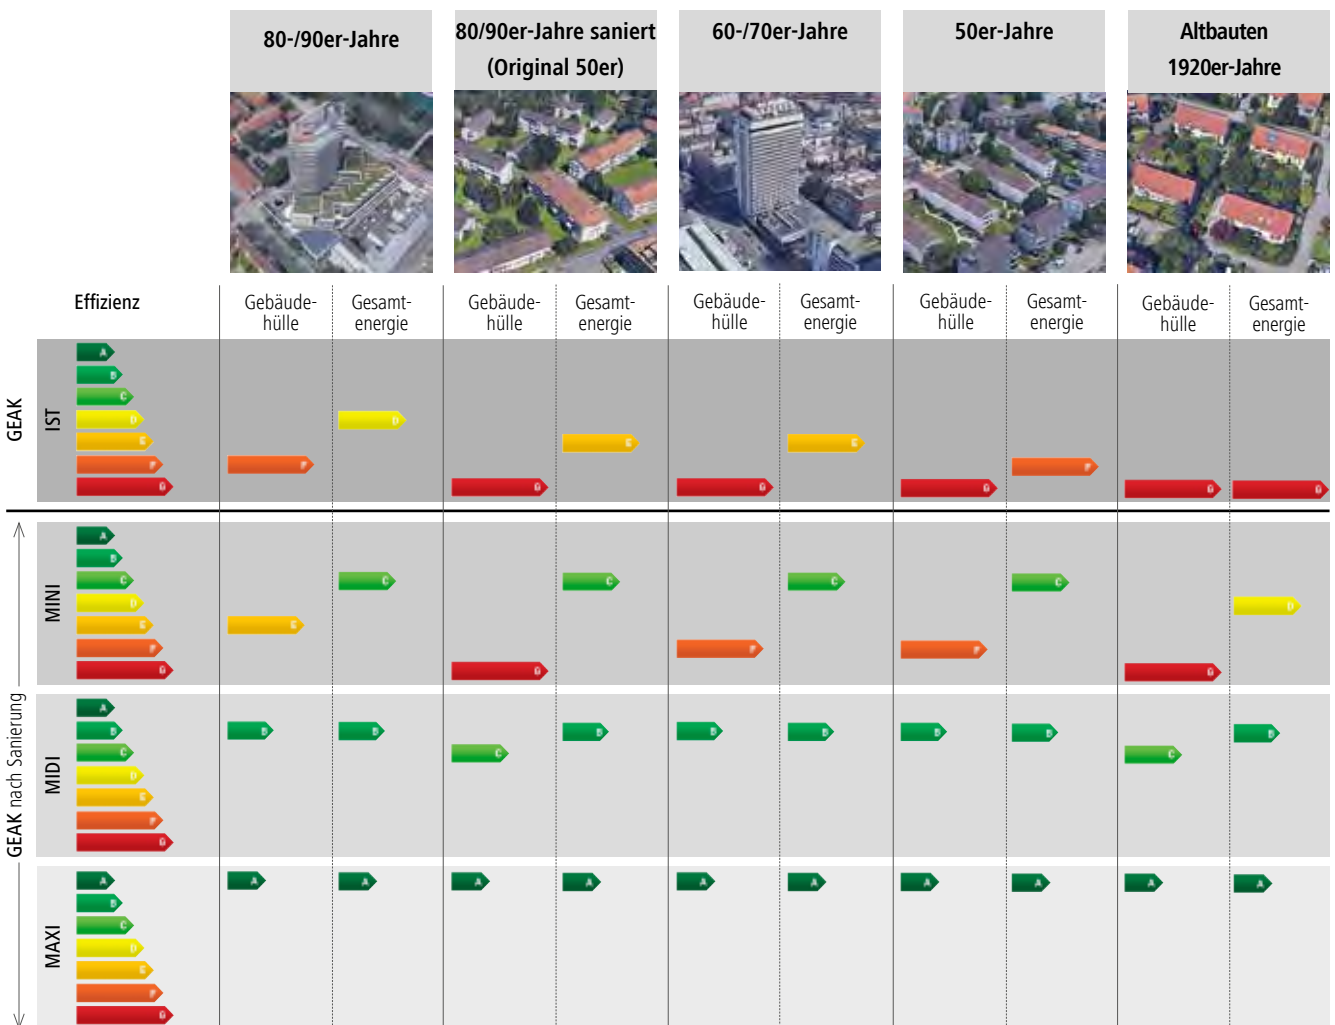 80-/90er-Jahre
80/90er-Jahre saniert
(Original 50er)
60-/70er-Jahre
50er-Jahre
Altbauten
1920er-Jahre
Effizienz
Gebäude-
hülle
Gesamt-
energie
Gebäude-
hülle
Gesamt-
energie
Gebäude-
hülle
Gesamt-
energie
Gebäude-
hülle
Gesamt-
energie
Gebäude-
hülle
Gesamt-
energie
GEAK
IST
A
B
C
D
E
F
G
F
D
G
E
G
E
G
F
G
G
GEAK nach Sanierung
MINI
A
B
C
D
E
F
G
E
C
G
C
F
C
F
C
G
D
MIDI
A
B
C
D
E
F
G
B
B
C
B
B
B
B
B
C
B
MAXI
A
B
C
D
E
F
G
A
A
A
A
A
A
A
A
A
A